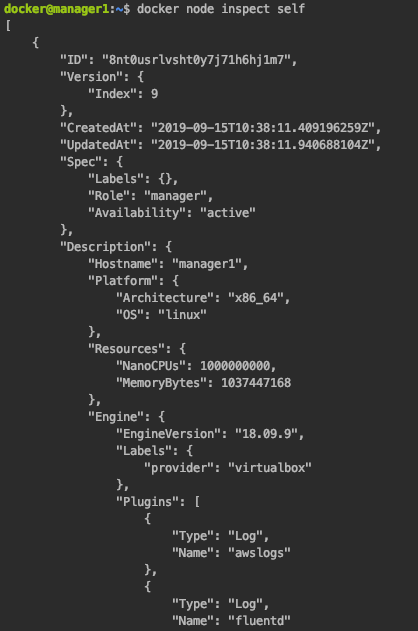 docker@manager1:~$ docker node inspect self
[
    {
        "ID": "8nt0usrlvsht0y7j71h6hj1m7",
        "Version": {
            "Index": 9
        },
        "CreatedAt": "2019-09-15T10:38:11.409196259Z",
        "UpdatedAt": "2019-09-15T10:38:11.940688104Z",
        "Spec": {
            "Labels": {},
            "Role": "manager",
            "Availability": "active"
        },
        "Description": {
            "Hostname": "manager1",
            "Platform": {
                "Architecture": "x86_64",
                "OS": "linux"
            },
            "Resources": {
                "NanoCPUs": 1000000000,
                "MemoryBytes": 1037447168
            },
            "Engine": {
                "EngineVersion": "18.09.9",
                "Labels": {
                    "provider": "virtualbox"
                },
                "Plugins": [
                    {
                        "Type": "Log",
                        "Name": "awslogs"
                    },
                    {
                        "Type": "Log",
                        "Name": "fluentd"